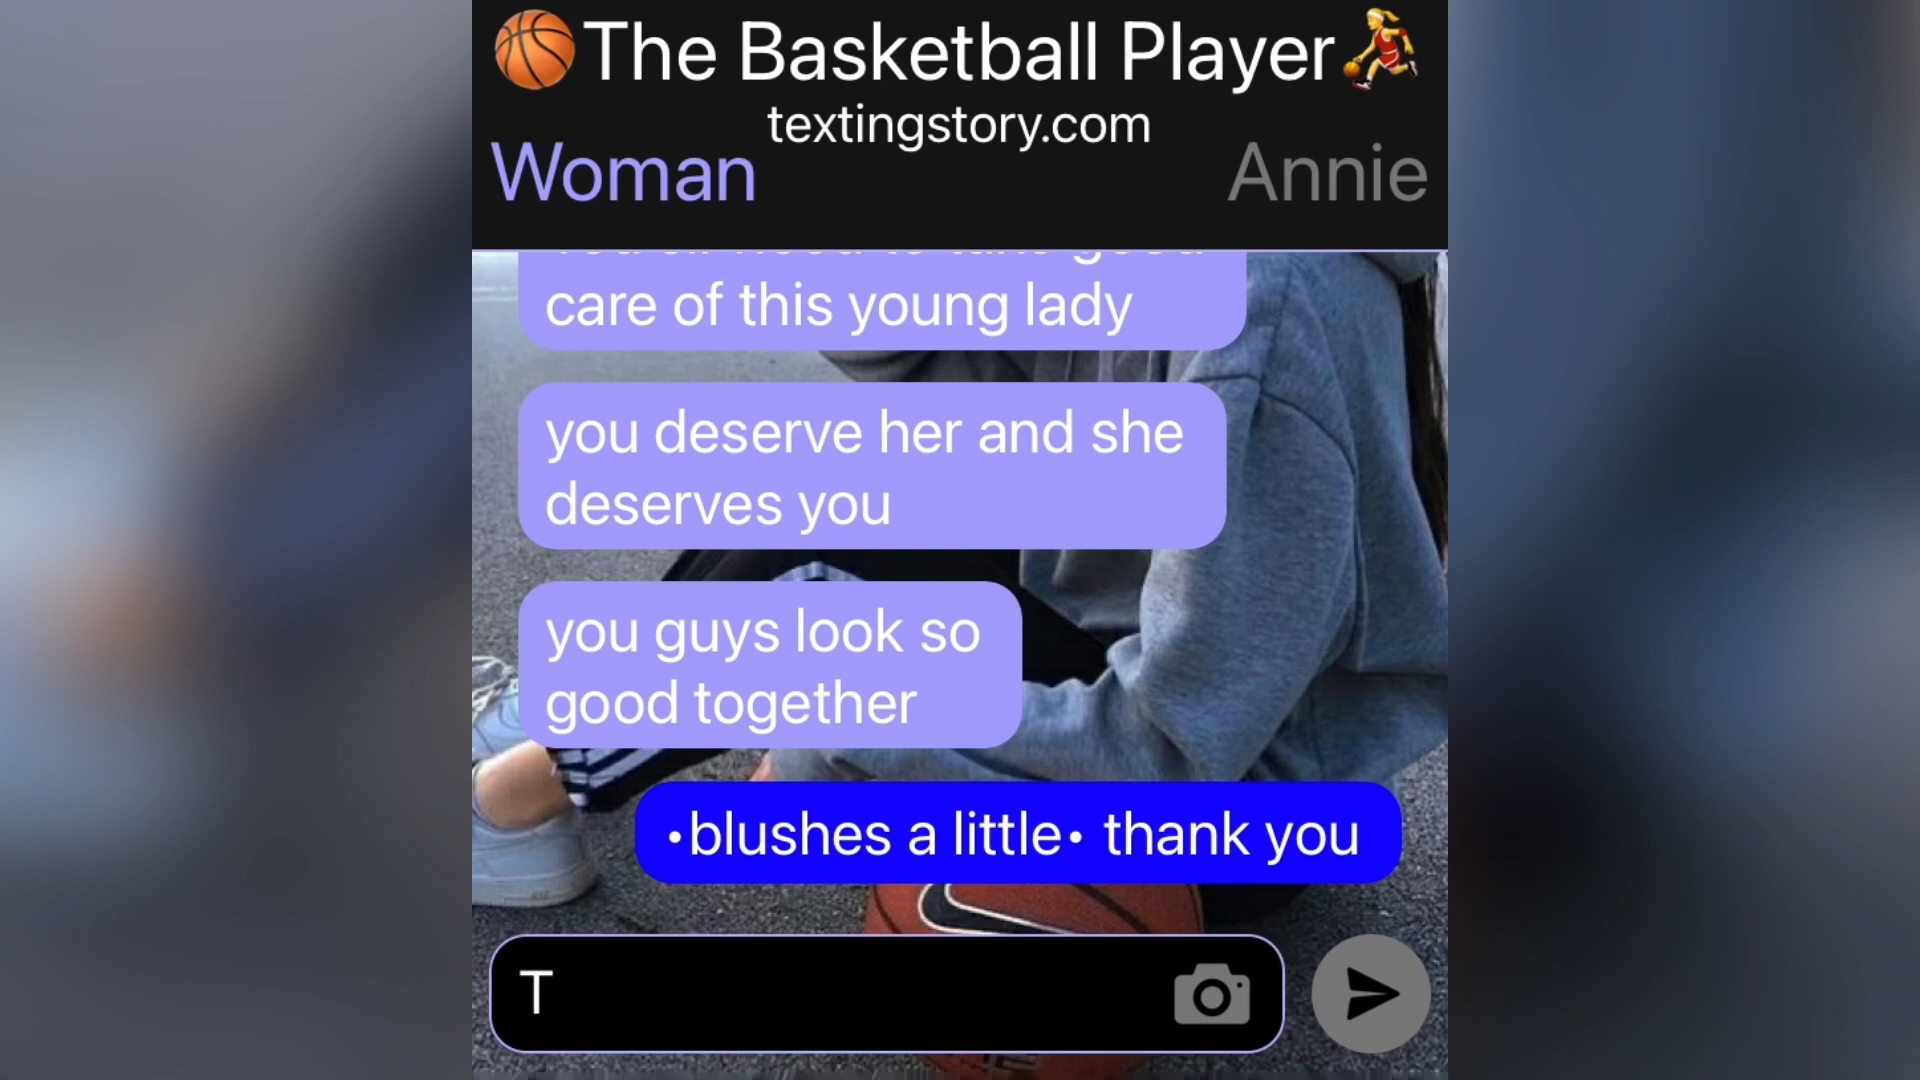 The Basketball Player
textingstory.com
Woman
Annie
care of this young lady
you deserve her and she
deserves you
you guys look so
good together
•blushes a little• thank you
T